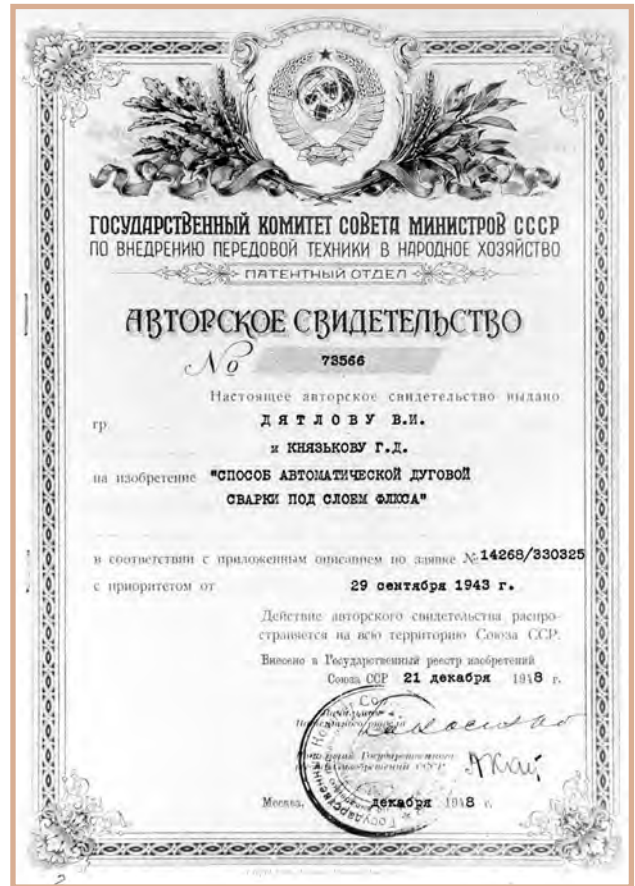 ГОСУДАРСТВЕННЫЙ КОМИТЕТ СОВЕТА МИНИСТРОВ СССР
ПО ВНЕДРЕНИЮ ПЕРЕДОВОЙ ТЕХНИКИ В НАРОДНОЕ ХОЗЯЙСТВО
ПАТЕНТНЫЙ ОТДЕЛ
АВТОРСКОЕ СВИДЕТЕЛЬСТВО
№ 73566
Настоящее авторское свидетельство выдано
гр. ДЯТЛОВУ В.И.
и КНЯЗЬКОВУ Г.Д.
на изобретение "СПОСОБ АВТОМАТИЧЕСКОЙ ДУГОВОЙ
СВАРКИ ПОД СЛОЕМ ФЛЮСА"
в соответствии с приложенным описанием по заявке № 14268/330325
с приоритетом от 29 сентября 1943 г.
Действие авторского свидетельства распро-
страняется на всю территорию Союза ССР.
Внесено в Государственный реестр изобретений
Союза ССР 21 декабря 1948 г.
Москва, декабря 1948 г.
2